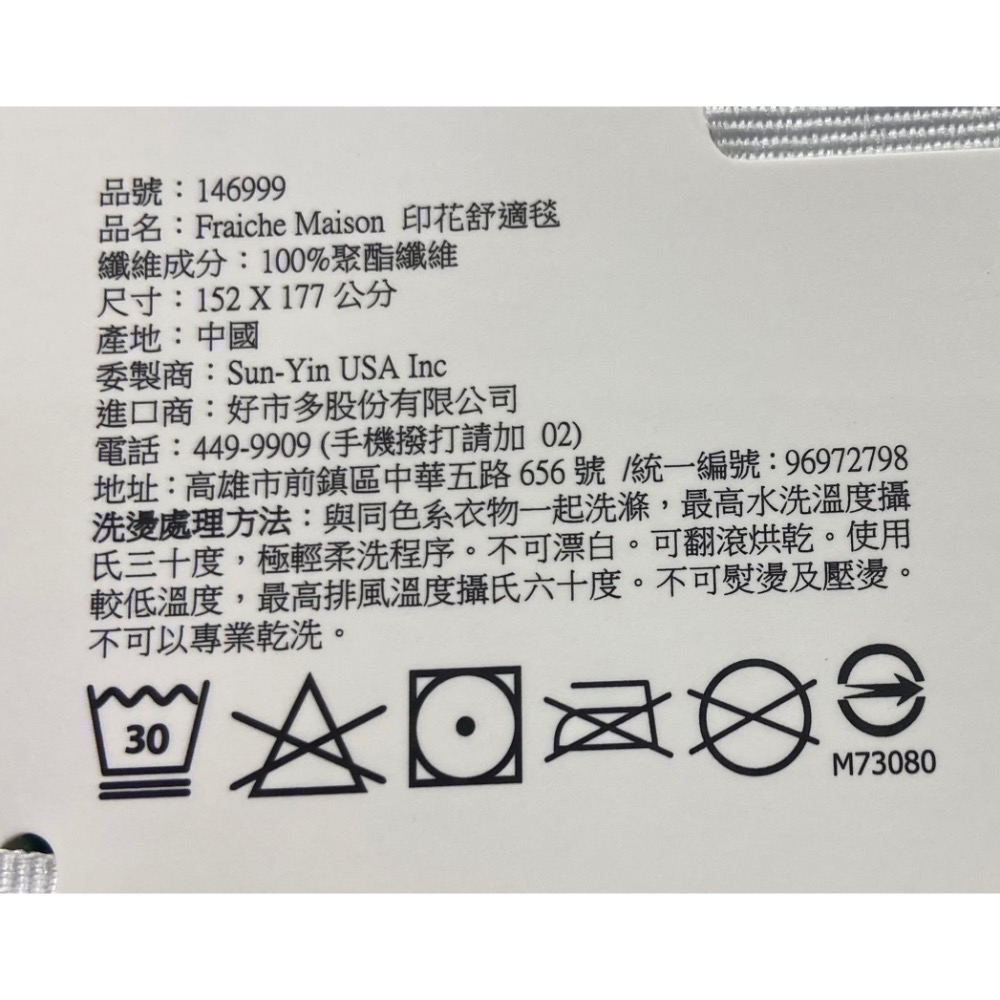 品號：146999
品名：Fraiche Maison 印花舒適毯
纖維成分：100%聚酯纖維
尺寸：152 X 177 公分
產地：中國
委製商：Sun-Yin USA Inc
進口商：好市多股份有限公司
電話：449-9909 (手機撥打請加 02)
地址：高雄市前鎮區中華五路 656 號 /統一編號：96972798
洗燙處理方法：與同色系衣物一起洗滌，最高水洗溫度攝
氏三十度，極輕柔洗程序。不可漂白。可翻滾烘乾。使用
較低溫度，最高排風溫度攝氏六十度。不可熨燙及壓燙。
不可以專業乾洗。
30
M73080